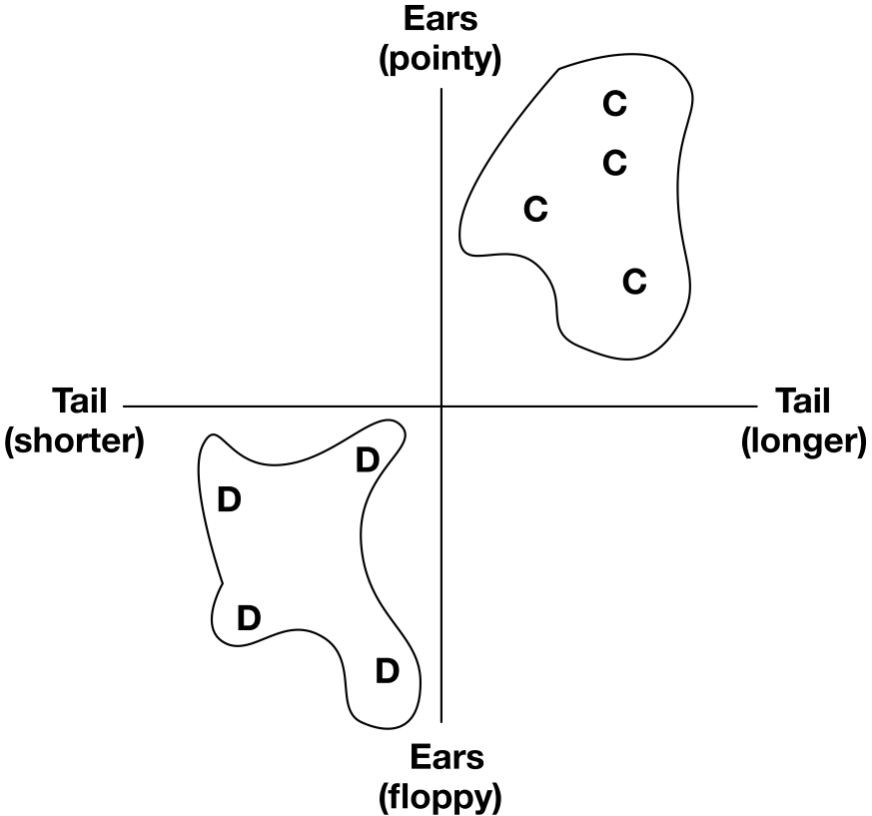 Ears
(pointy)
C
C
C
C
Tail
(shorter)
Tail
(longer)
D
D
D
D
Ears
(floppy)